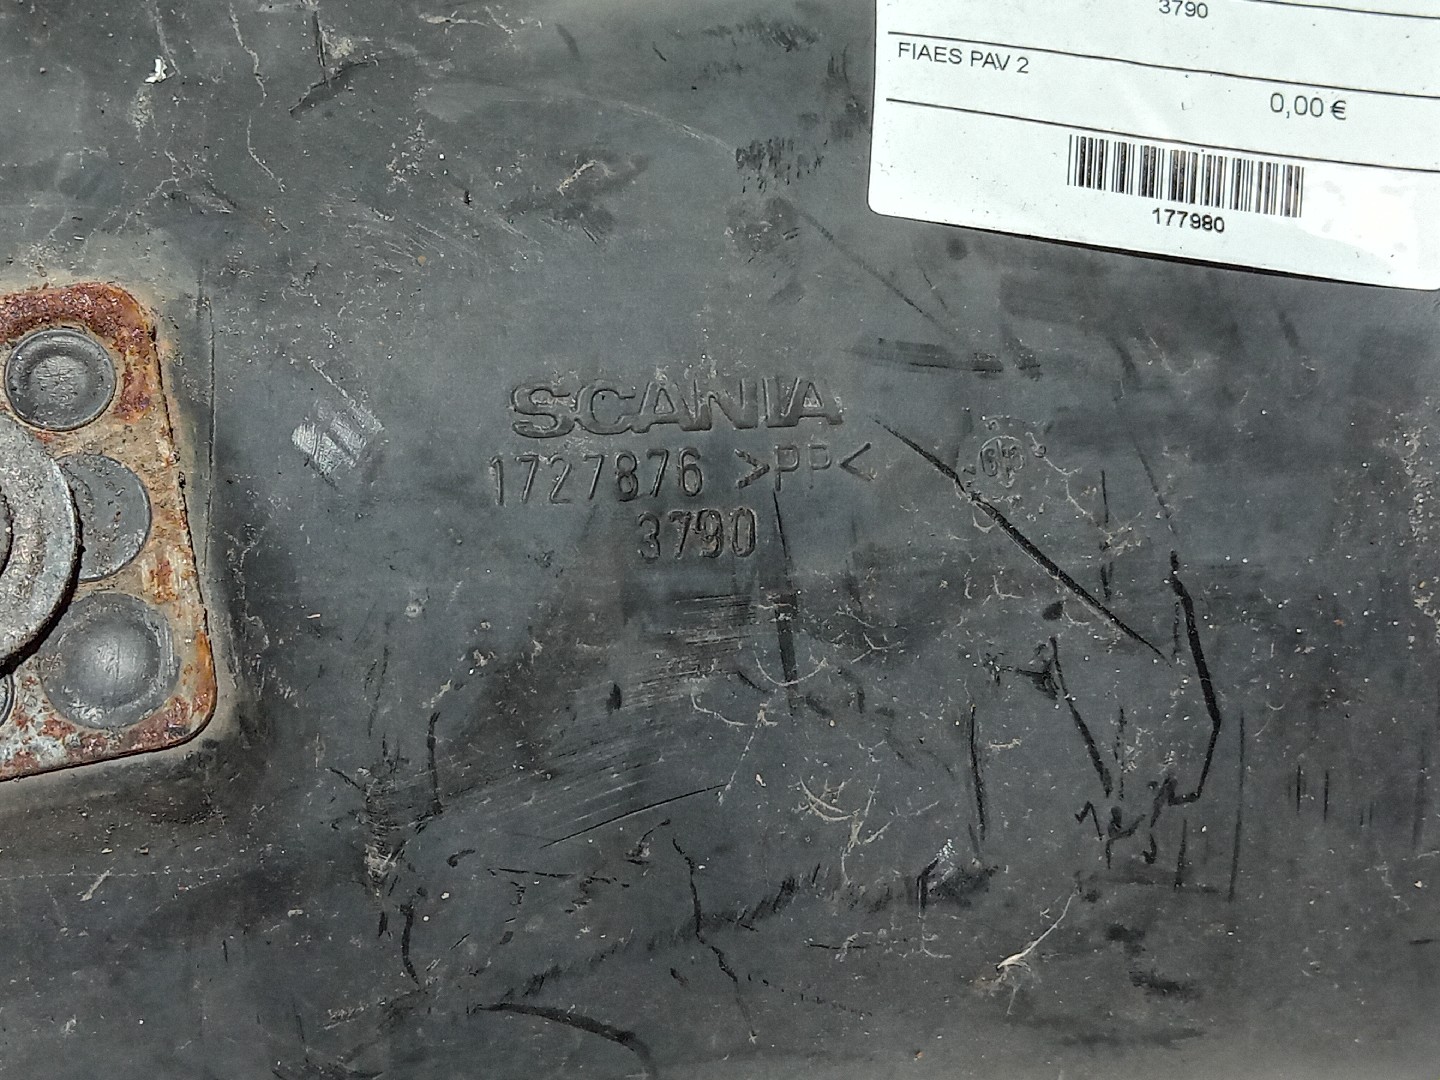 3790
FIAES PAV 2
0,00 €
177980
SCANIA
1727876 >PP<
3790